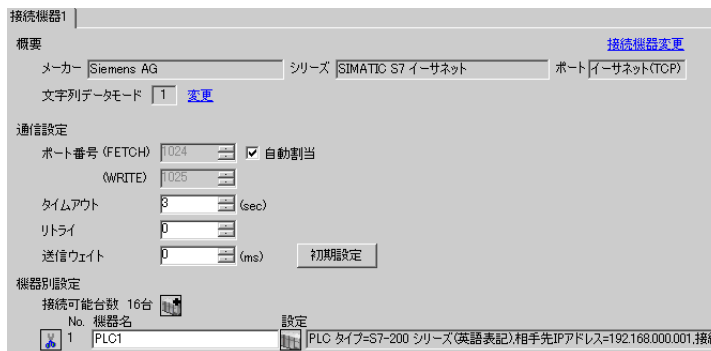 接続機器1
概要 接続機器変更
メーカー Siemens AG シリーズ SIMATIC S7 イーサネット ポート イーサネット(TCP)
文字列データモード 1 変更
通信設定
ポート番号 (FETCH) 1024 自動割当
(WRITE) 1025
タイムアウト 3 (sec)
リトライ 0
送信ウェイト 0 (ms) 初期設定
機器別設定
接続可能台数 16台
No. 機器名 設定
1 PLC1 PLC タイプ=S7-200 シリーズ(英語表記),相手先IPアドレス=192.168.000.001,接